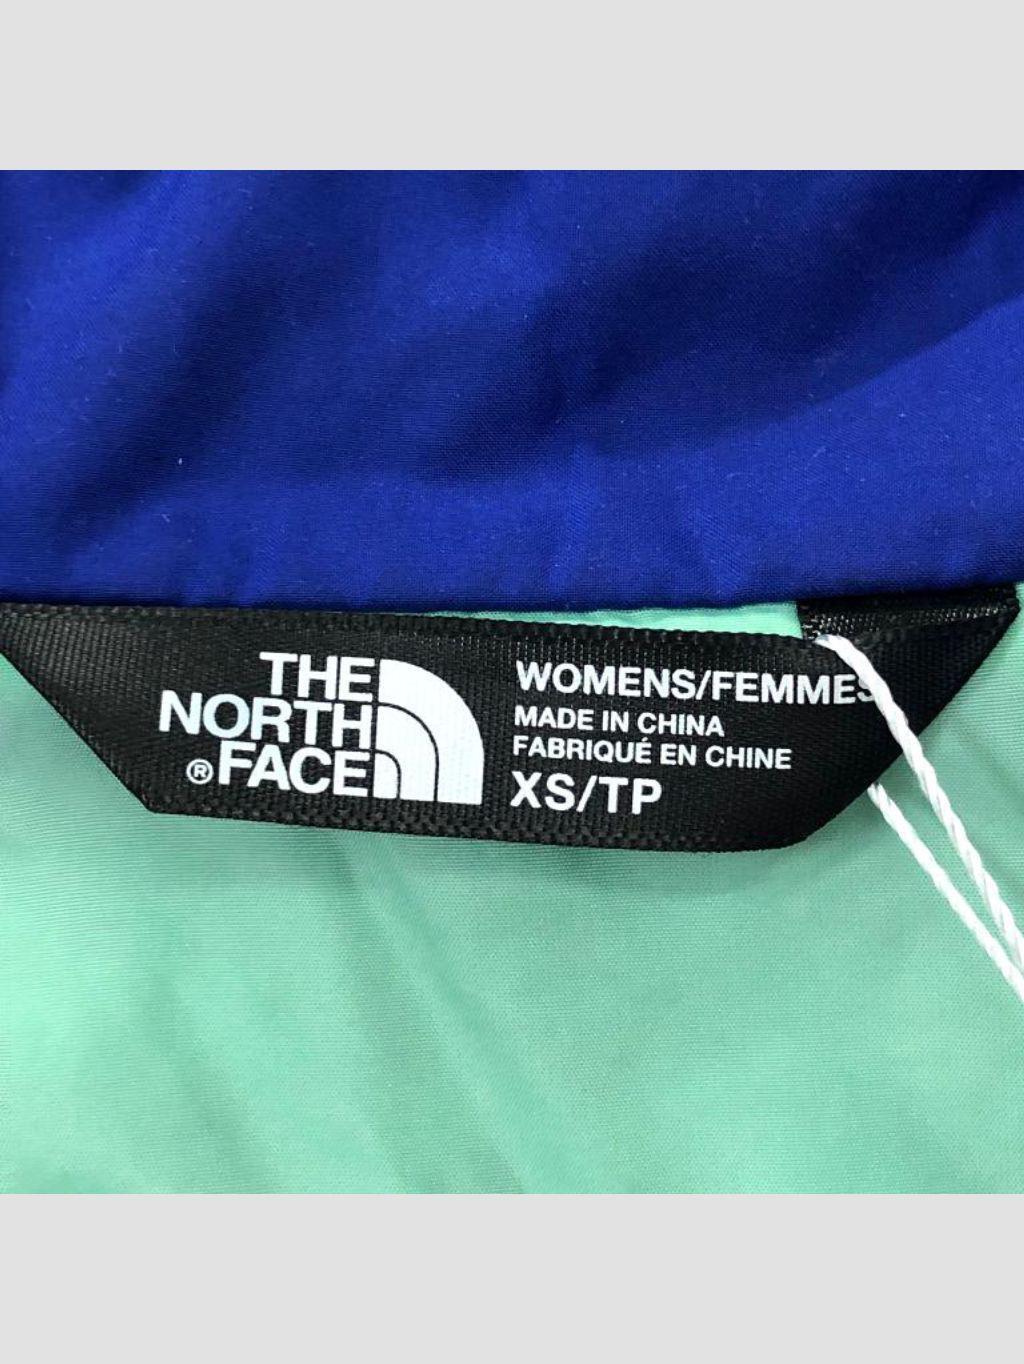 THE
NORTH
®FACE
WOMENS/FEMMES
MADE IN CHINA
FABRIQUÉ EN CHINE
XS/TP